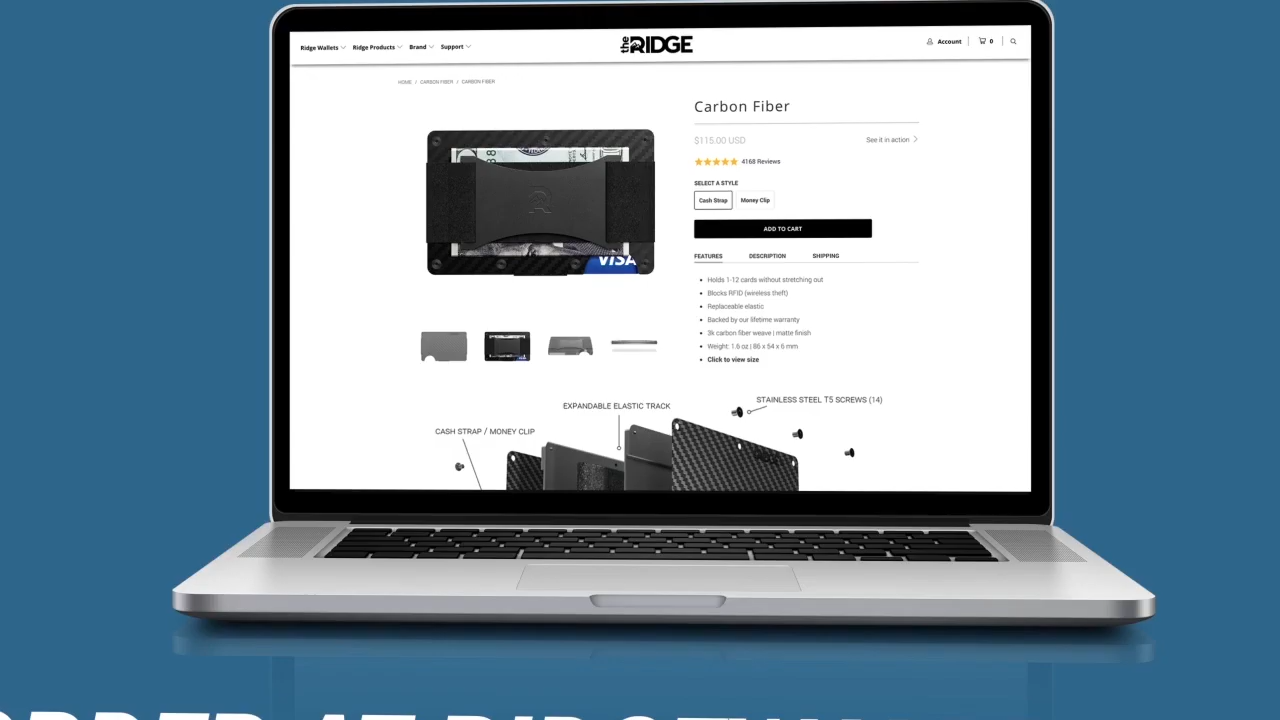 Ridge Wallets Ridge Products Brand Support
the RIDGE
Account 0
HOME / CARBON FIBER / CARBON FIBER
Carbon Fiber
$115.00 USD
See it in action
4168 Reviews
SELECT A STYLE
Cash Strap Money Clip
ADD TO CART
FEATURES DESCRIPTION SHIPPING
Holds 1-12 cards without stretching out
Blocks RFID (wireless theft)
Replaceable elastic
Backed by our lifetime warranty
3k carbon fiber weave | matte finish
Weight: 1.6 oz | 86 x 54 x 6 mm
Click to view size
VISA
STAINLESS STEEL T5 SCREWS (14)
EXPANDABLE ELASTIC TRACK
CASH STRAP / MONEY CLIP